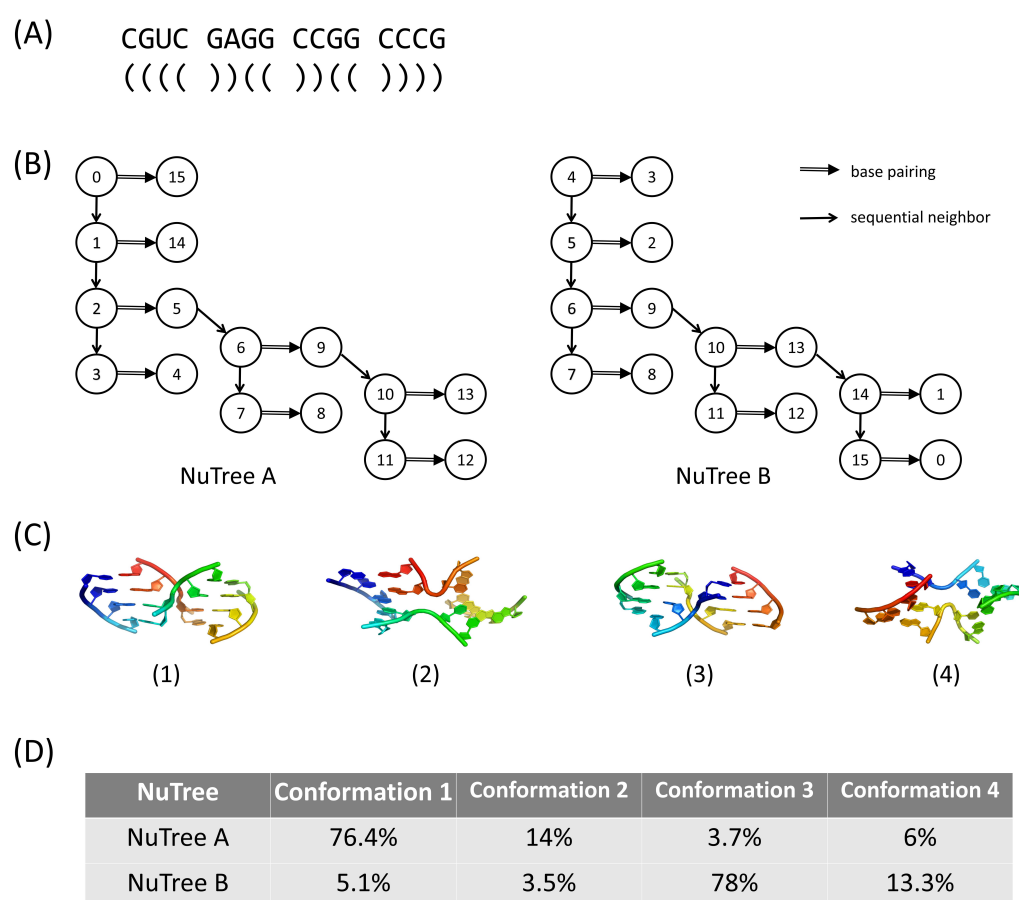 (A)
CGUC GAGG CCGG CCCG
(((( ))(( ))(( ))))
(B)
0 15
1 14
2 5
6 9
3 4
10 13
7 8
11 12
NuTree A
4 3
5 2
6 9
10 13
7 8
14 1
11 12
15 0
NuTree B
base pairing
sequential neighbor
(C)
(1) (2) (3) (4)
(D)
NuTree Conformation 1 Conformation 2 Conformation 3 Conformation 4
NuTree A 76.4% 14% 3.7% 6%
NuTree B 5.1% 3.5% 78% 13.3%